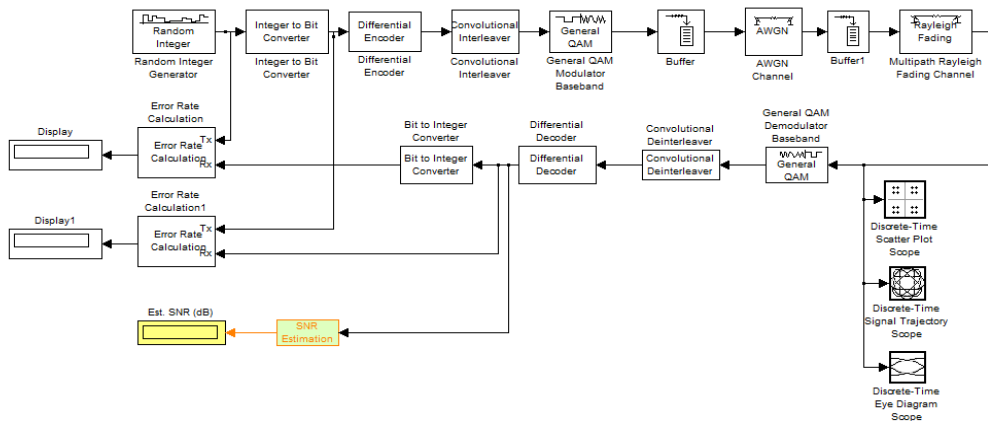 Random
Integer
Random Integer
Generator
Integer to Bit
Converter
Integer to Bit
Converter
Differential
Encoder
Differential
Encoder
Convolutional
Interleaver
Convolutional
Interleaver
General
QAM
General QAM
Modulator
Baseband
Buffer
AWGN
AWGN
Channel
Buffer1
Rayleigh
Fading
Multipath Rayleigh
Fading Channel
Display
Error Rate
Calculation
Error Rate
Calculation
Tx
Rx
Bit to Integer
Converter
Bit to Integer
Converter
Differential
Decoder
Differential
Decoder
Convolutional
Deinterleaver
Convolutional
Deinterleaver
General QAM
Demodulator
Baseband
General
QAM
Display1
Error Rate
Calculation1
Error Rate
Calculation
Tx
Rx
Discrete-Time
Scatter Plot
Scope
Est. SNR (dB)
SNR
Estimation
Discrete-Time
Signal Trajectory
Scope
Discrete-Time
Eye Diagram
Scope